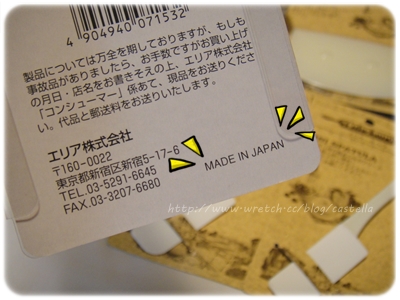 4 904940 071532
製品については万全を期しておりますが、もしも
事故品がありましたら、お手数ですがお買い上げ
の月日・店名をお書きそえの上、エリア株式会社
「コンシューマー」係あて、現品をお送りくださ
い。代品と郵送料をお送りいたします。
エリア株式会社
〒160-0022
東京都新宿区新宿5-17-6
TEL.03-5291-6645
FAX.03-3207-6680
MADE IN JAPAN
http://www.wretch.cc/blog/castella